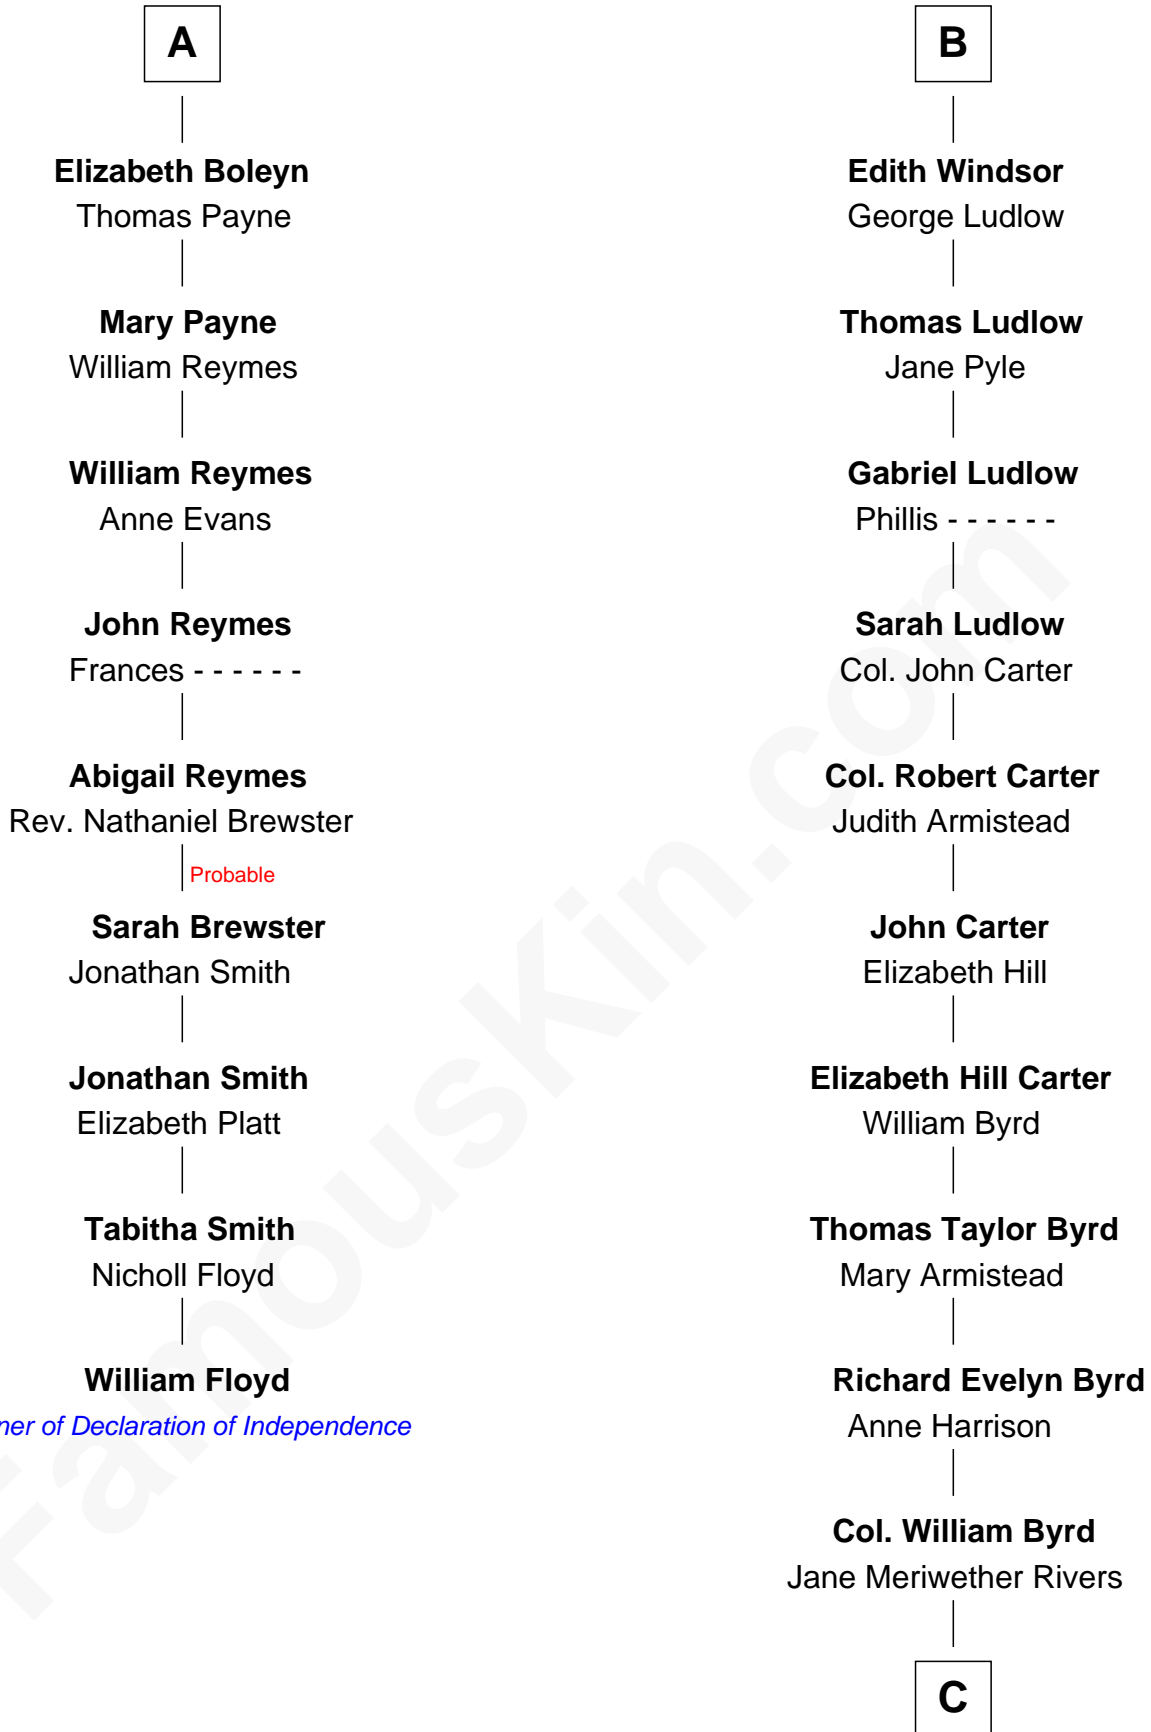 A
Elizabeth Boleyn
Thomas Payne
Mary Payne
William Reymes
William Reymes
Anne Evans
John Reymes
Frances - - - - - -
Abigail Reymes
Rev. Nathaniel Brewster
Probable
Sarah Brewster
Jonathan Smith
Jonathan Smith
Elizabeth Platt
Tabitha Smith
Nicholl Floyd
William Floyd
ner of Declaration of Independence
B
Edith Windsor
George Ludlow
Thomas Ludlow
Jane Pyle
Gabriel Ludlow
Phillis - - - - - -
Sarah Ludlow
Col. John Carter
Col. Robert Carter
Judith Armistead
John Carter
Elizabeth Hill
Elizabeth Hill Carter
William Byrd
Thomas Taylor Byrd
Mary Armistead
Richard Evelyn Byrd
Anne Harrison
Col. William Byrd
Jane Meriwether Rivers
C
FamousKin.com